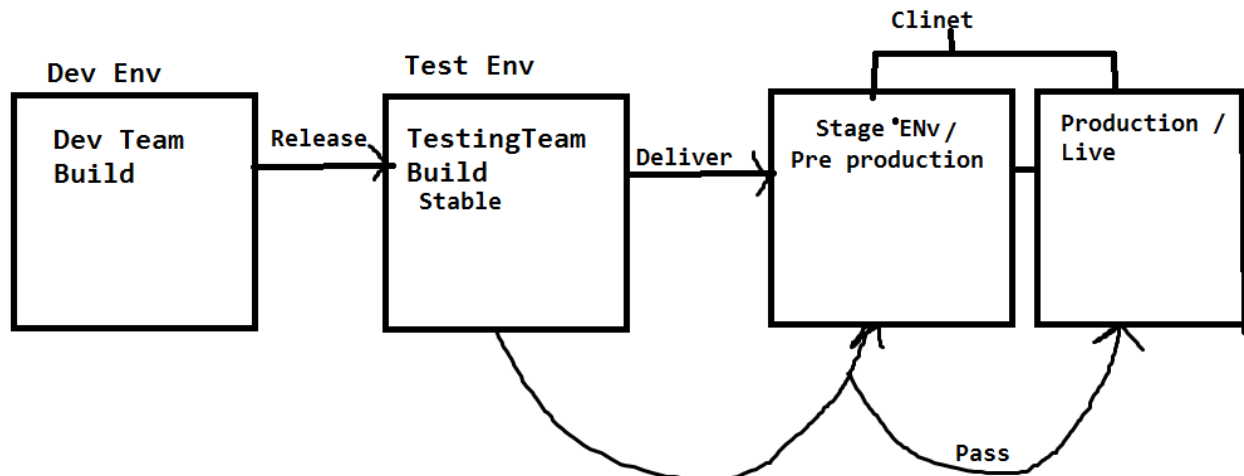 Clinet
Dev Env
Test Env
Dev Team
Build
Release
TestingTeam
Build
Stable
Deliver
Stage ENv /
Pre production
Production /
Live
Pass